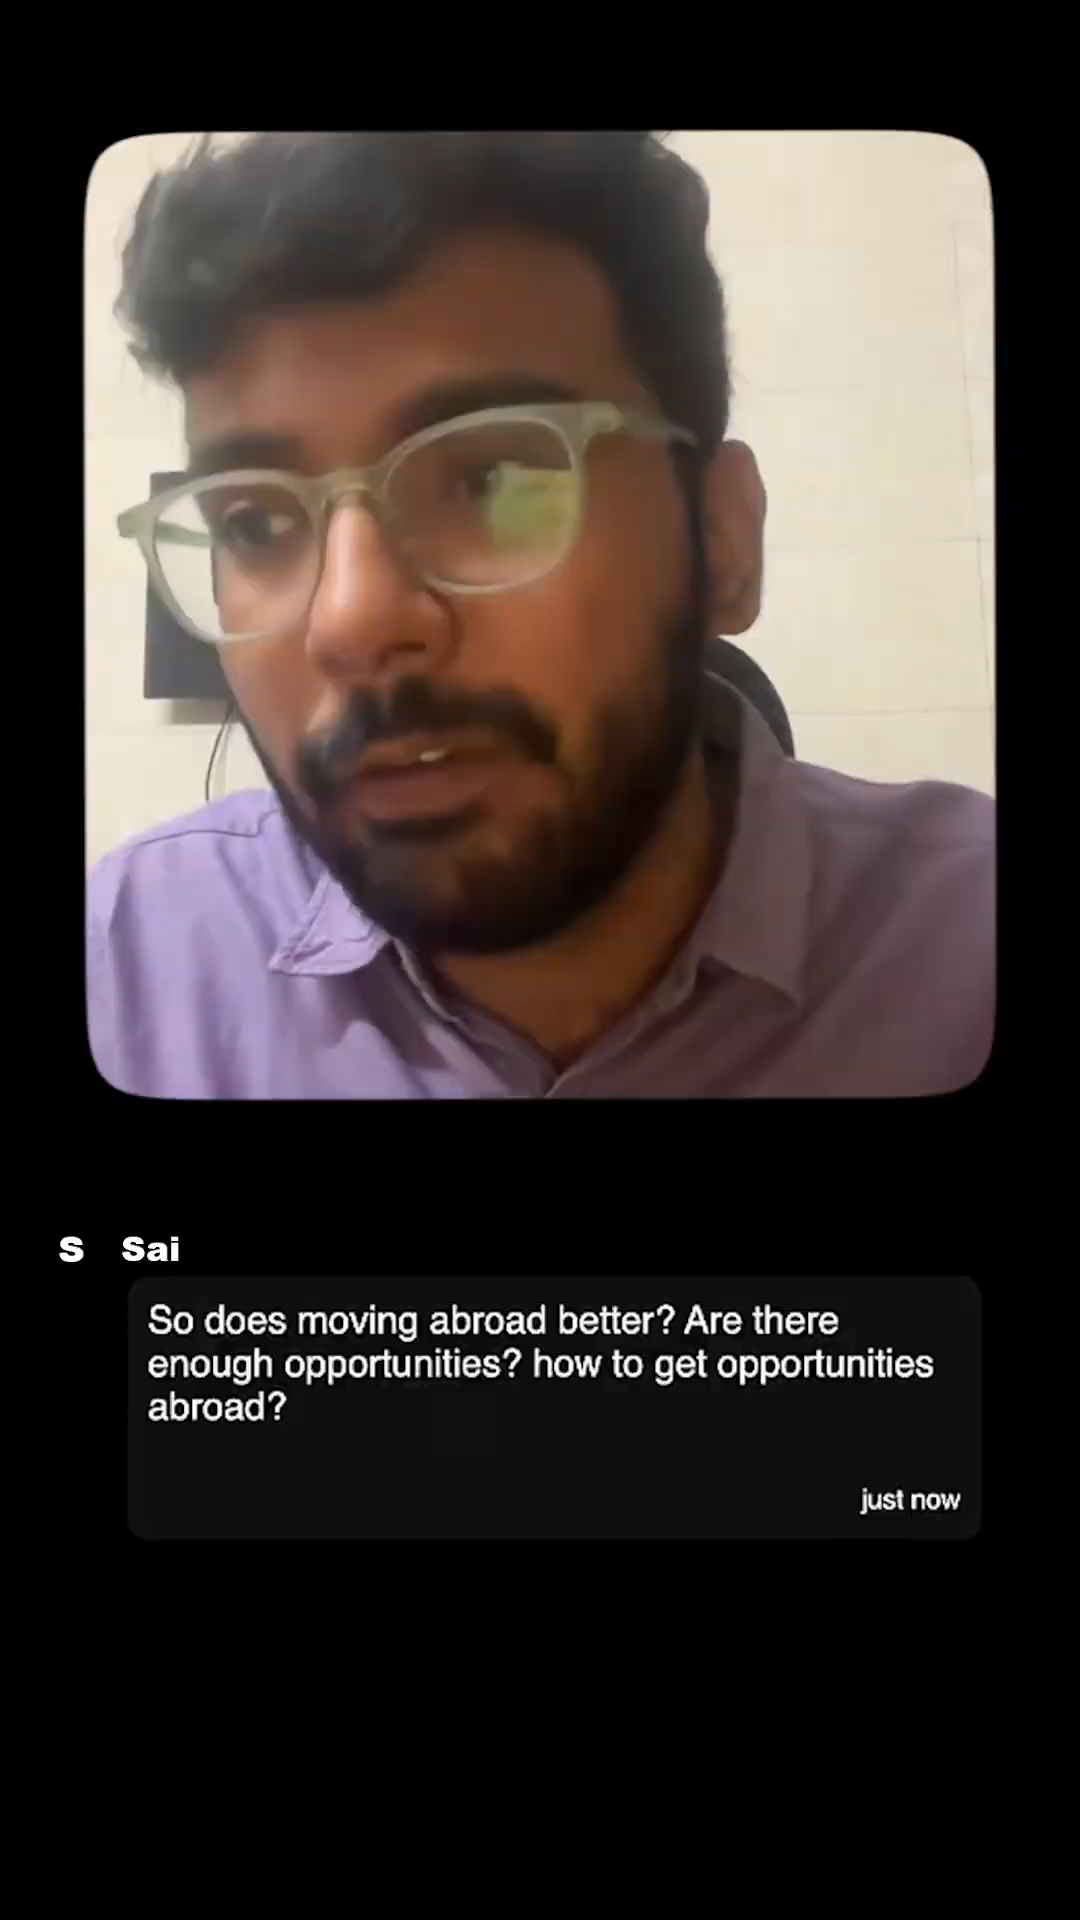 S Sai
So does moving abroad better? Are there
enough opportunities? how to get opportunities
abroad?
just now